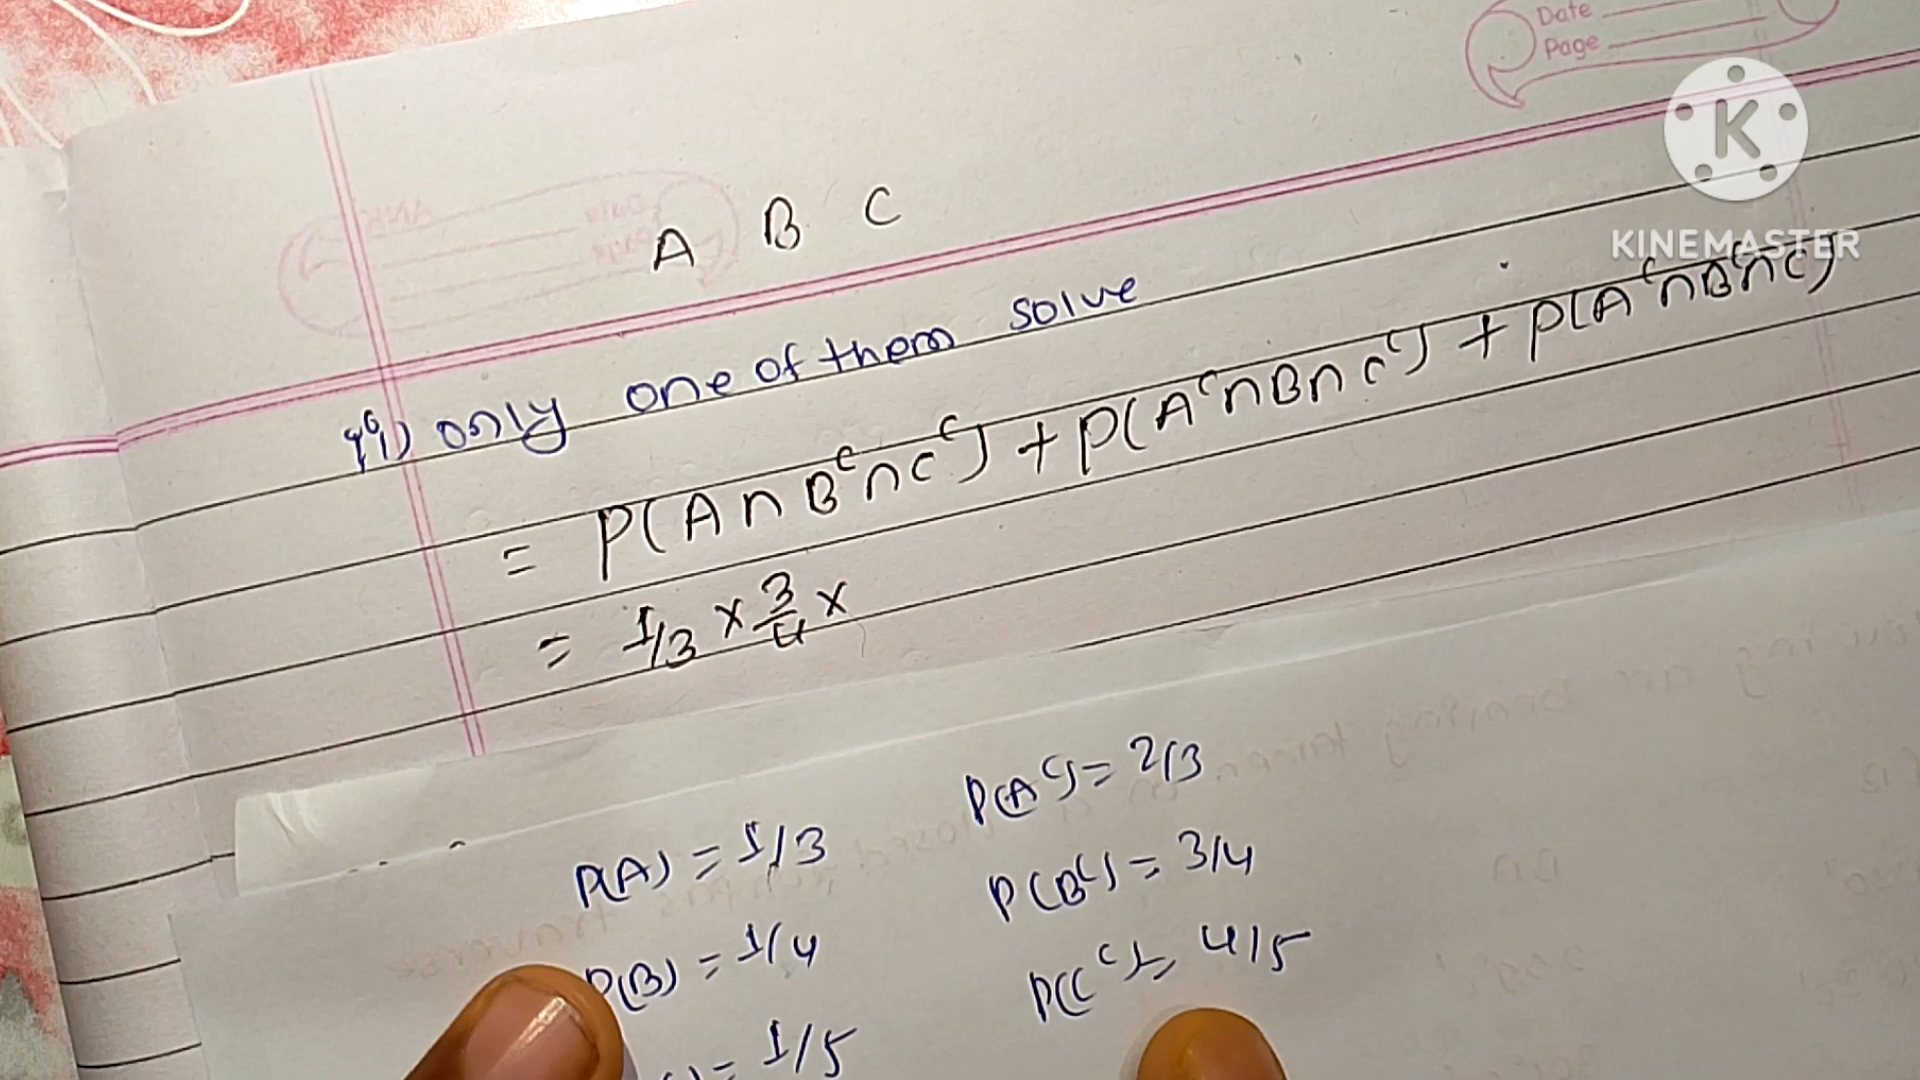 Date
Page
K
KINEMASTER
A B C
iii) only one of them solve
= P(A∩B^c∩C^c) + P(A^c∩B∩C^c) + P(A^c∩B^c∩C)
= 1/3 × 3/4 ×
P(A) = 1/3 P(A^c) = 2/3
P(B) = 1/4 P(B^c) = 3/4
) = 1/5 P(C^c) = 4/5